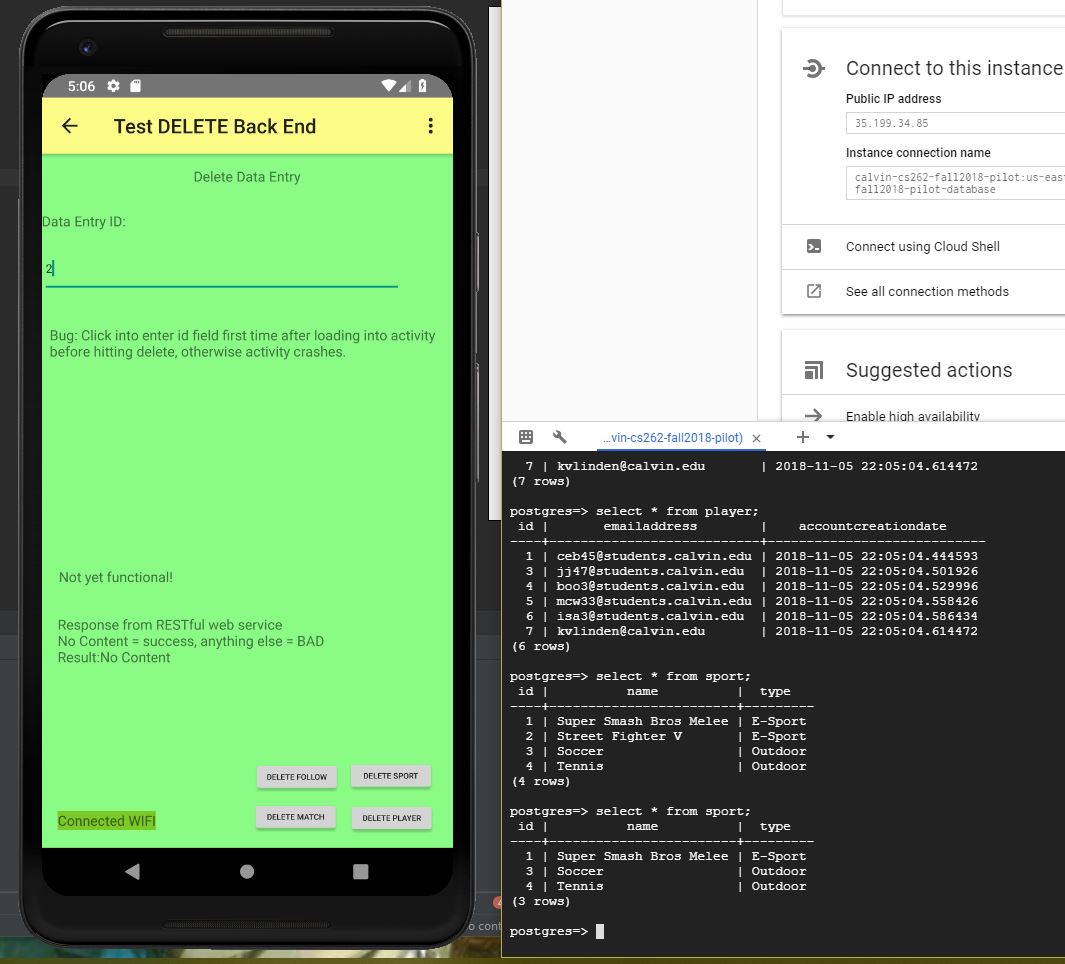 5:06
Test DELETE Back End
Delete Data Entry
Data Entry ID:
2
Bug: Click into enter id field first time after loading into activity
before hitting delete, otherwise activity crashes.
Not yet functional!
Response from RESTful web service
No Content = success, anything else = BAD
Result:No Content
DELETE FOLLOW
DELETE SPORT
Connected WIFI
DELETE MATCH
DELETE PLAYER
Connect to this instance
Public IP address
35.199.34.85
Instance connection name
calvin-cs262-fall2018-pilot:us-eas
fall2018-pilot-database
Connect using Cloud Shell
See all connection methods
Suggested actions
Enable high availability
...vin-cs262-fall2018-pilot)
7 | kvlinden@calvin.edu | 2018-11-05 22:05:04.614472
(7 rows)
postgres=> select * from player;
id | emailaddress | accountcreationdate
----+---------------------------+----------------------------
1 | ceb45@students.calvin.edu | 2018-11-05 22:05:04.444593
3 | jj47@students.calvin.edu | 2018-11-05 22:05:04.501926
4 | boo3@students.calvin.edu | 2018-11-05 22:05:04.529996
5 | mcw33@students.calvin.edu | 2018-11-05 22:05:04.558426
6 | isa3@students.calvin.edu | 2018-11-05 22:05:04.586434
7 | kvlinden@calvin.edu | 2018-11-05 22:05:04.614472
(6 rows)
postgres=> select * from sport;
id | name | type
----+------------------------+---------
1 | Super Smash Bros Melee | E-Sport
2 | Street Fighter V | E-Sport
3 | Soccer | Outdoor
4 | Tennis | Outdoor
(4 rows)
postgres=> select * from sport;
id | name | type
----+------------------------+---------
1 | Super Smash Bros Melee | E-Sport
3 | Soccer | Outdoor
4 | Tennis | Outdoor
(3 rows)
postgres=>